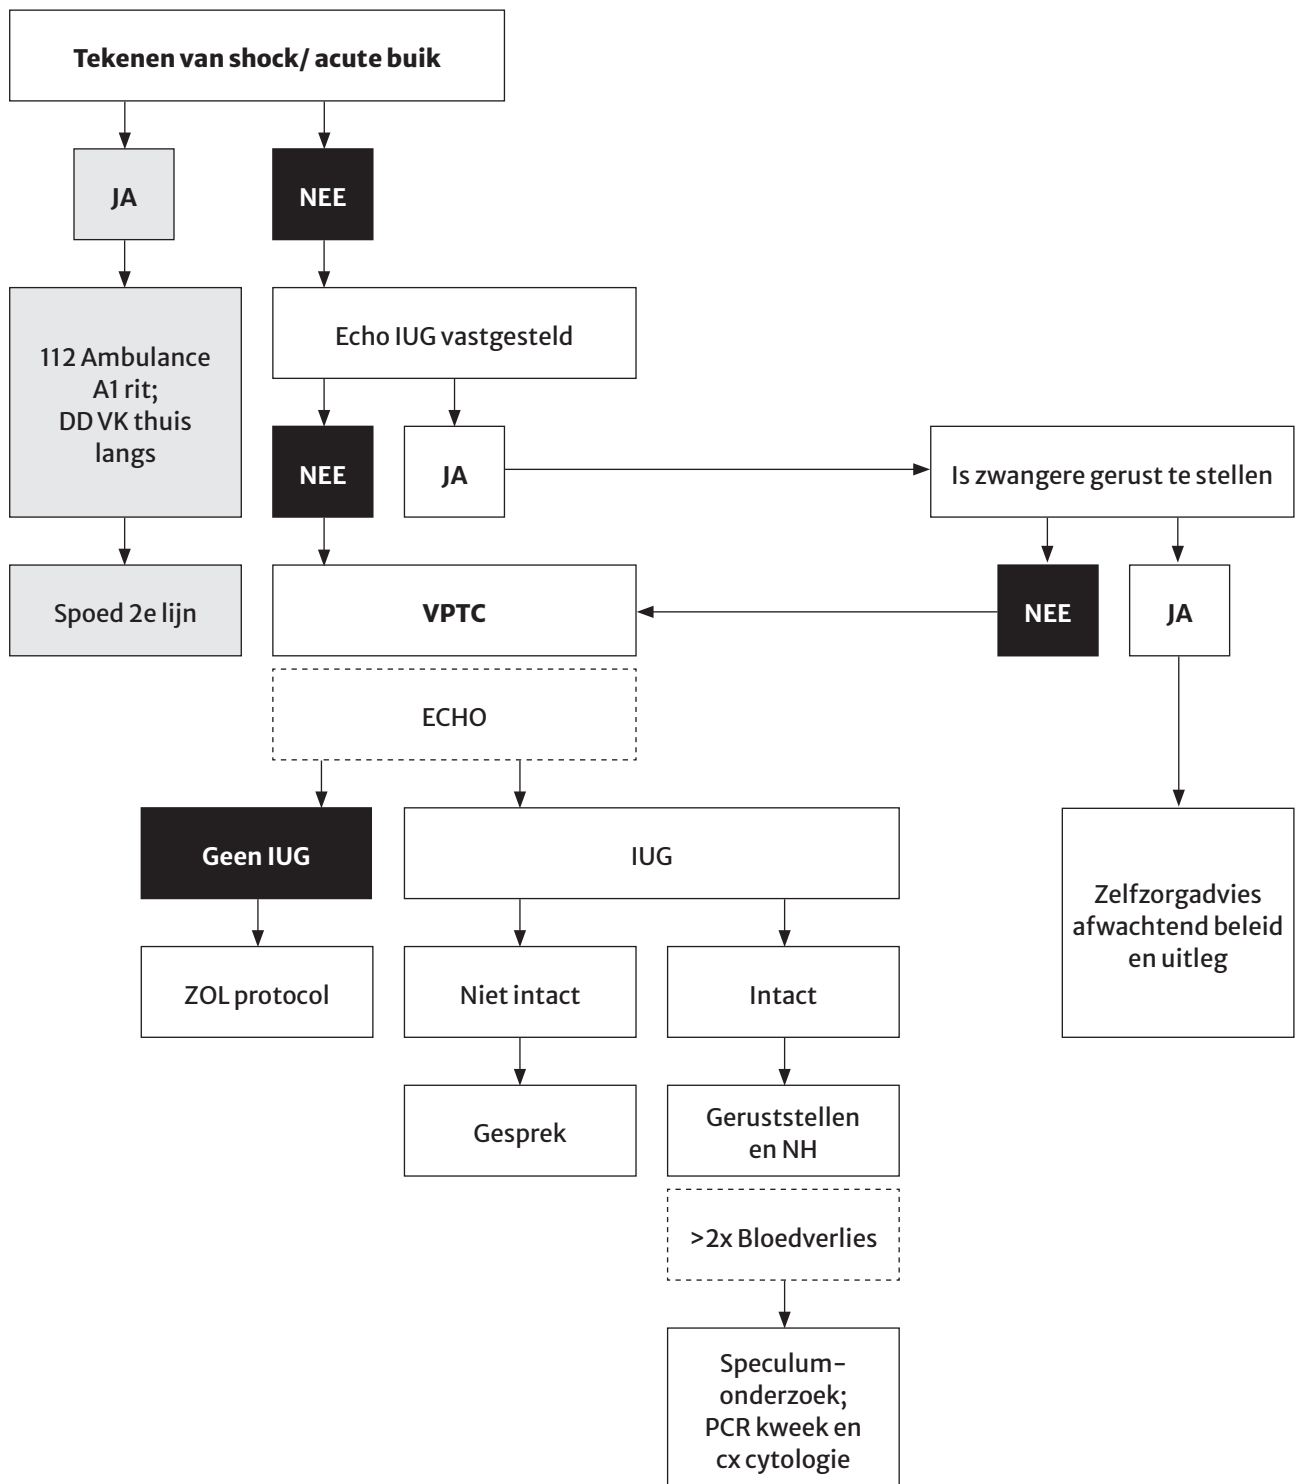 Tekenen van shock/ acute buik
JA
NEE
112 Ambulance
A1 rit;
DD VK thuis
langs
Echo IUG vastgesteld
NEE
JA
Is zwangere gerust te stellen
Spoed 2e lijn
VPTC
NEE
JA
ECHO
Geen IUG
IUG
Zelfzorgadvies
afwachtend beleid
en uitleg
ZOL protocol
Niet intact
Intact
Gesprek
Geruststellen
en NH
>2x Bloedverlies
Speculum-
onderzoek;
PCR kweek en
cx cytologie